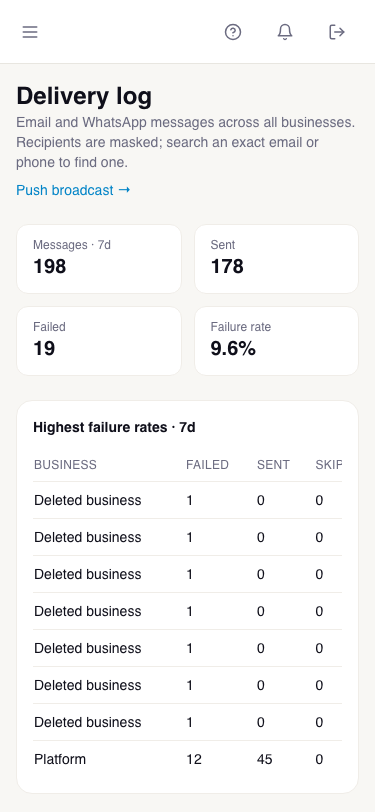 Delivery log
Email and WhatsApp messages across all businesses.
Recipients are masked; search an exact email or
phone to find one.
Push broadcast →
Messages · 7d
198
Sent
178
Failed
19
Failure rate
9.6%
Highest failure rates · 7d
BUSINESS FAILED SENT SKIP
Deleted business 1 0 0
Deleted business 1 0 0
Deleted business 1 0 0
Deleted business 1 0 0
Deleted business 1 0 0
Deleted business 1 0 0
Deleted business 1 0 0
Platform 12 45 0